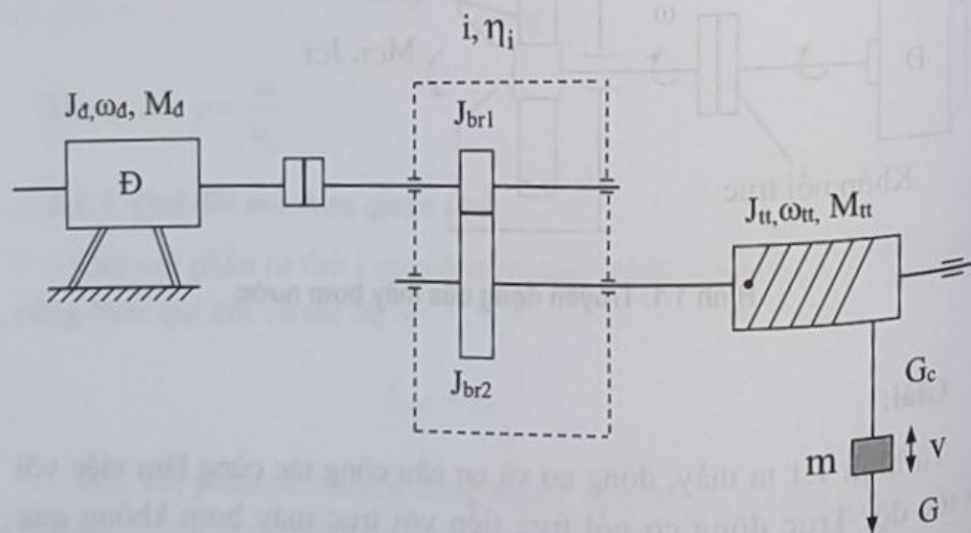 i, ηi
Jđ, ωđ, Mđ
Jbr1
Đ
Jtt, ωtt, Mtt
Jbr2
Gc
m
v
G